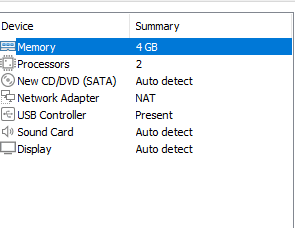 Device Summary
Memory 4 GB
Processors 2
New CD/DVD (SATA) Auto detect
Network Adapter NAT
USB Controller Present
Sound Card Auto detect
Display Auto detect